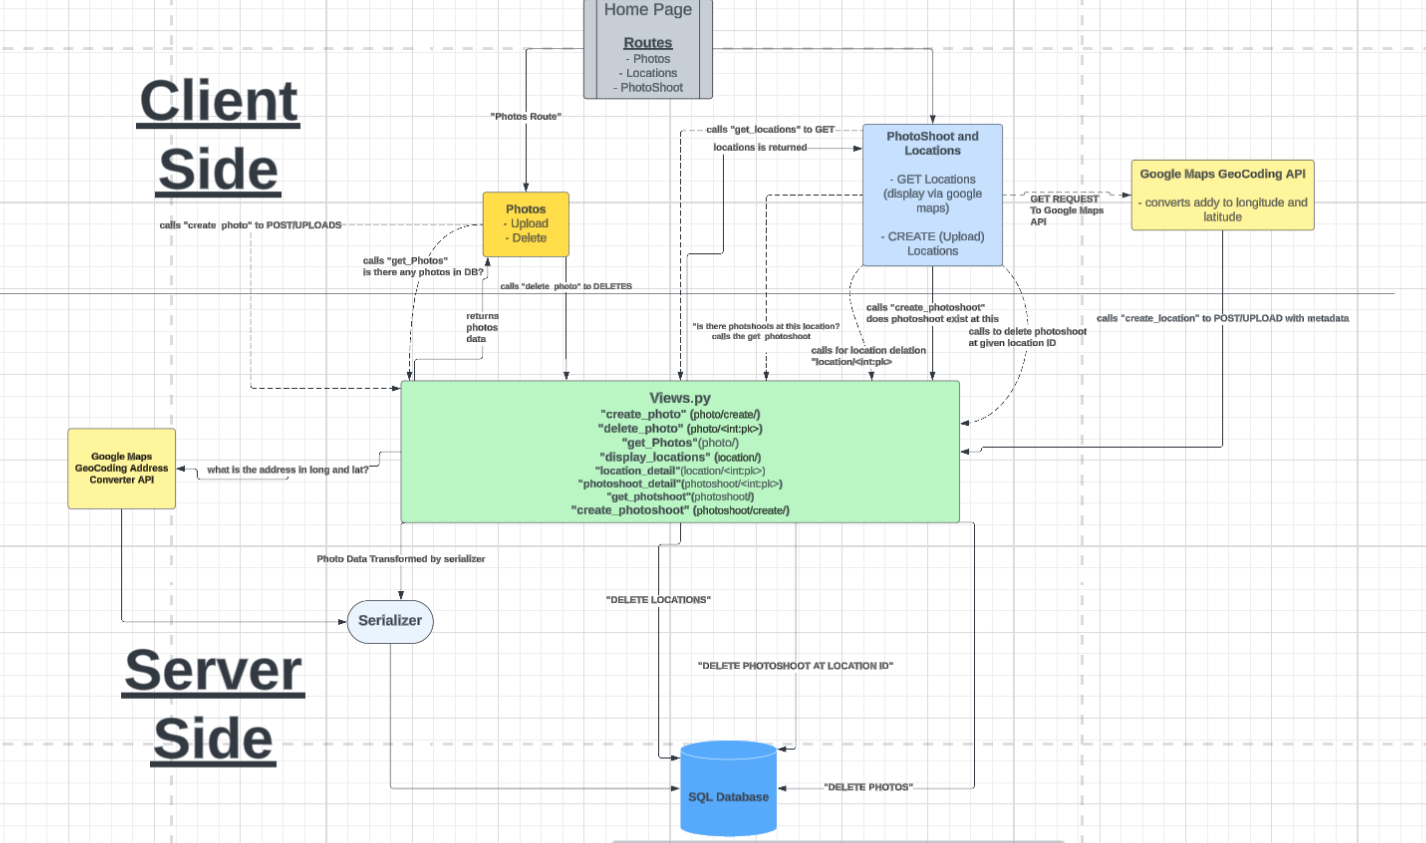 Home Page
Routes
- Photos
- Locations
- PhotoShoot
Client
Side
"Photos Route"
calls "get_locations" to GET
locations is returned
PhotoShoot and
Locations
- GET Locations
(display via google
maps)
- CREATE (Upload)
Locations
Google Maps GeoCoding API
- converts addy to longitude and
latitude
GET REQUEST
To Google Maps
API
Photos
- Upload
- Delete
calls "create_photo" to POST/UPLOADS
calls "get_Photos"
is there any photos in DB?
calls "delete_photo" to DELETES
returns
photos
data
"is there photshoots at this location?
calls the get_photoshoot
calls "create_photoshoot"
does photoshoot exist at this
calls to delete photoshoot
at given location ID
calls for location delation
"location/<int:pk>
calls "create_location" to POST/UPLOAD with metadata
Views.py
"create_photo" (photo/create/)
"delete_photo" (photo/<int:pk>)
"get_Photos"(photo/)
"display_locations" (location/)
"location_detail"(location/<int:pk>)
"photoshoot_detail"(photoshoot/<int:pk>)
"get_photshoot"(photoshoot/)
"create_photoshoot" (photoshoot/create/)
Google Maps
GeoCoding Address
Converter API
what is the address in long and lat?
Photo Data Transformed by serializer
Serializer
"DELETE LOCATIONS"
"DELETE PHOTOSHOOT AT LOCATION ID"
Server
Side
SQL Database
"DELETE PHOTOS"